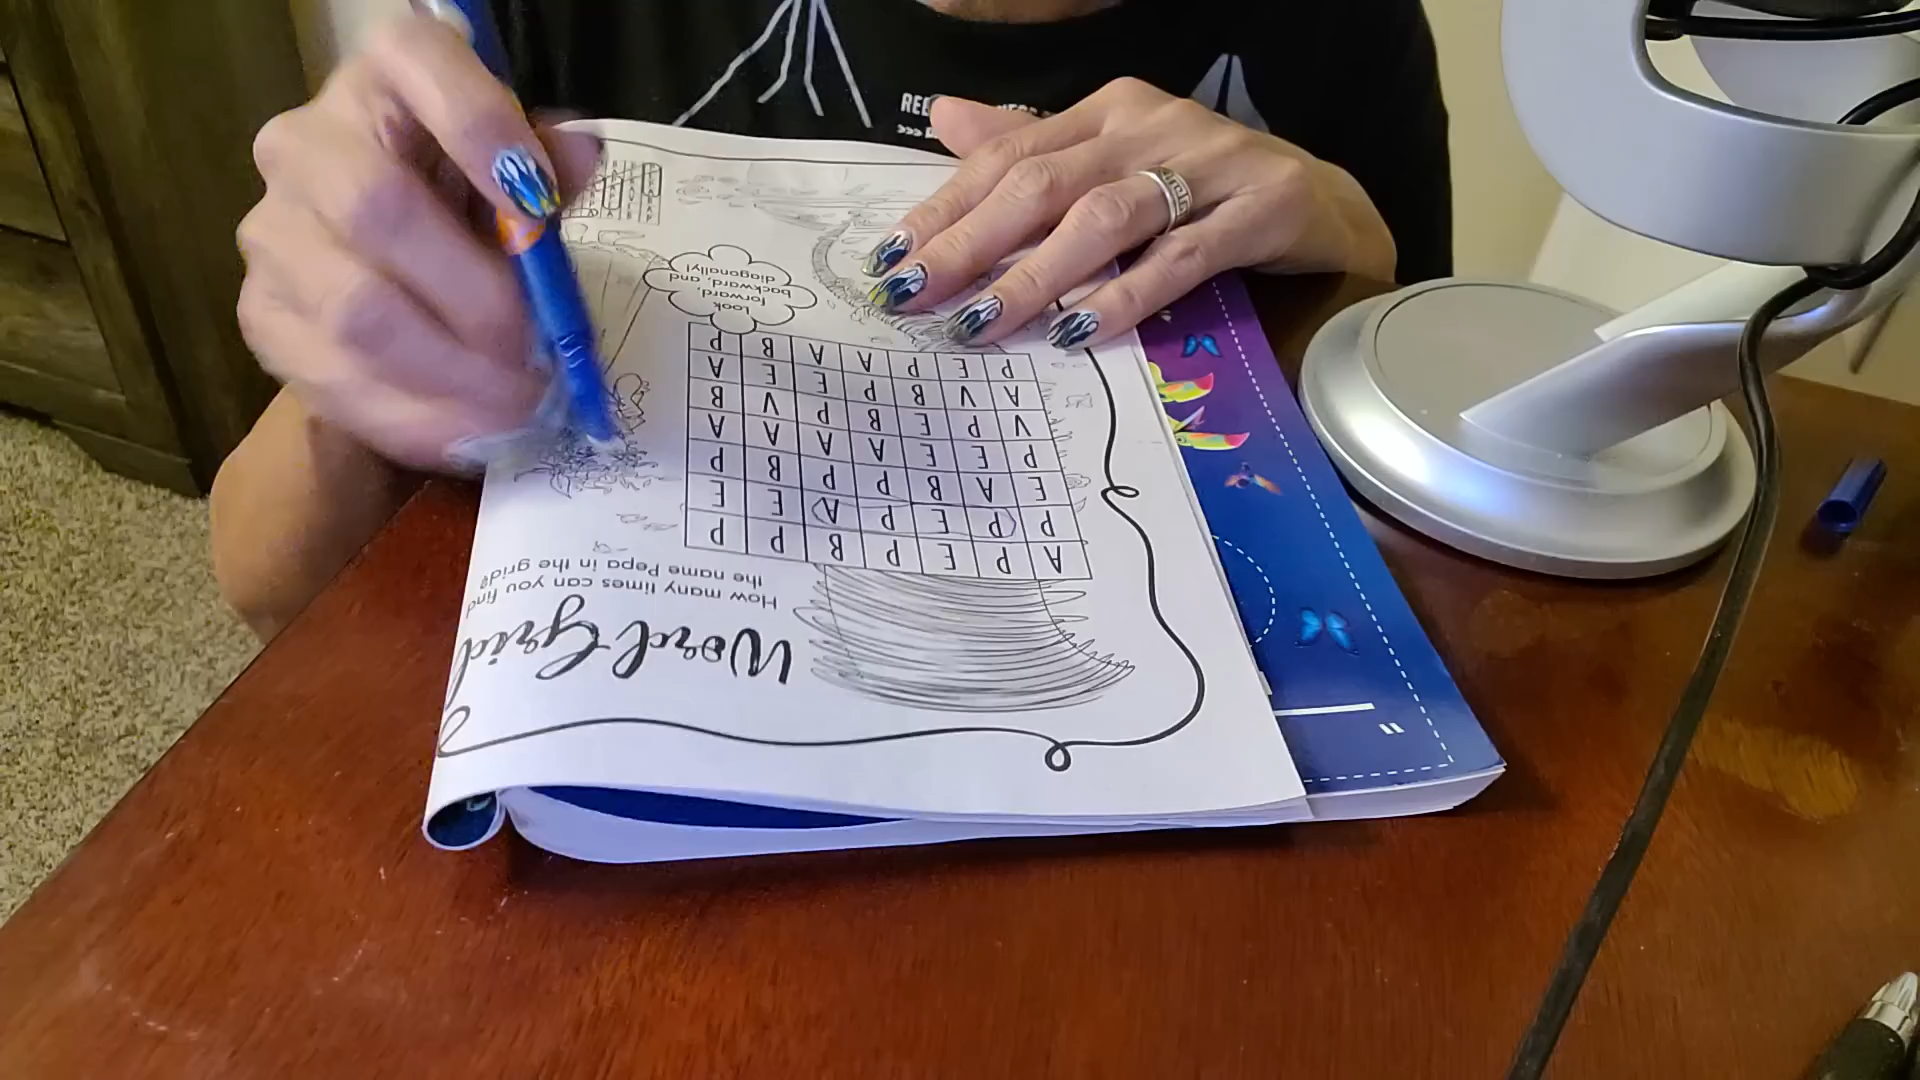 Word Grid
How many times can you find
the name Pepa in the grid?
A P E P B P P
P P E P A E E
E A B P P B P
P E E A A A A
V P E B P V B
A V B P E E A
P E P A A B P
Look
forward,
backward, and
diagonally!